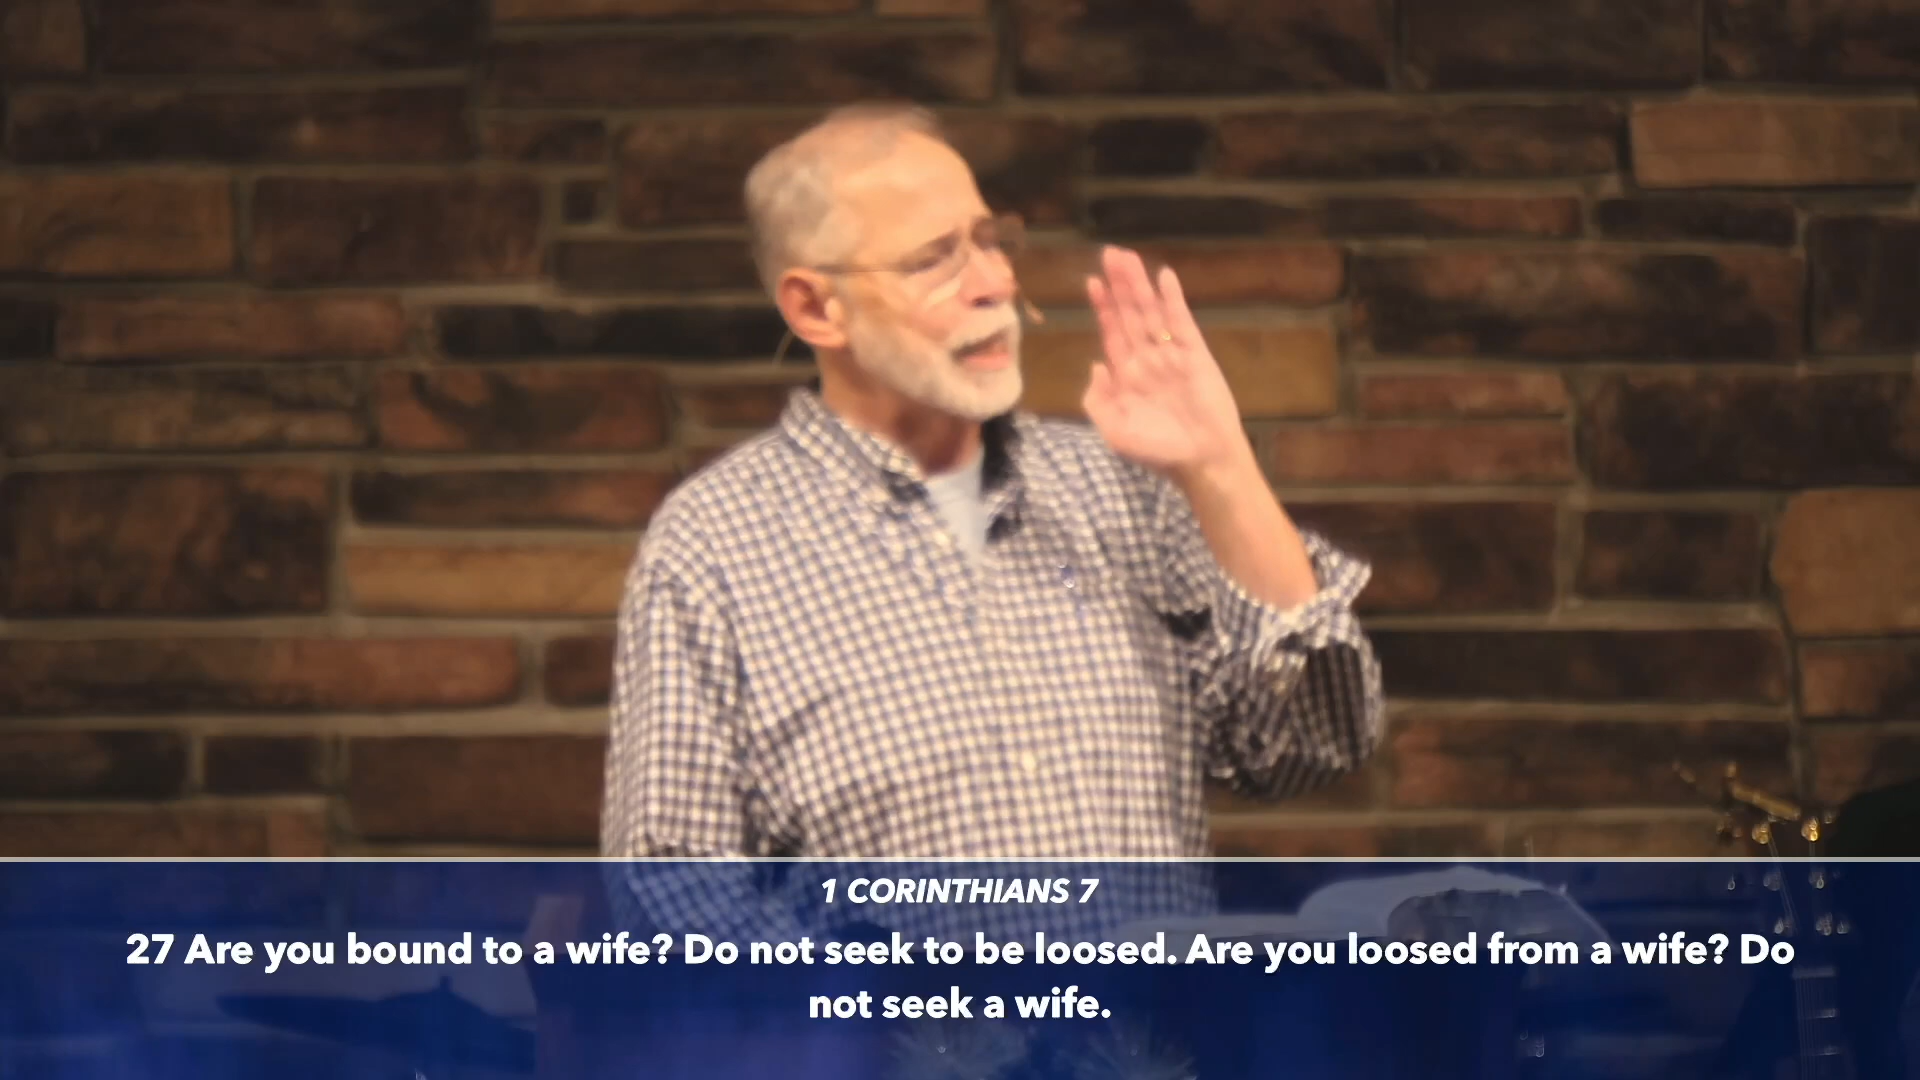 1 CORINTHIANS 7
27 Are you bound to a wife? Do not seek to be loosed. Are you loosed from a wife? Do
not seek a wife.